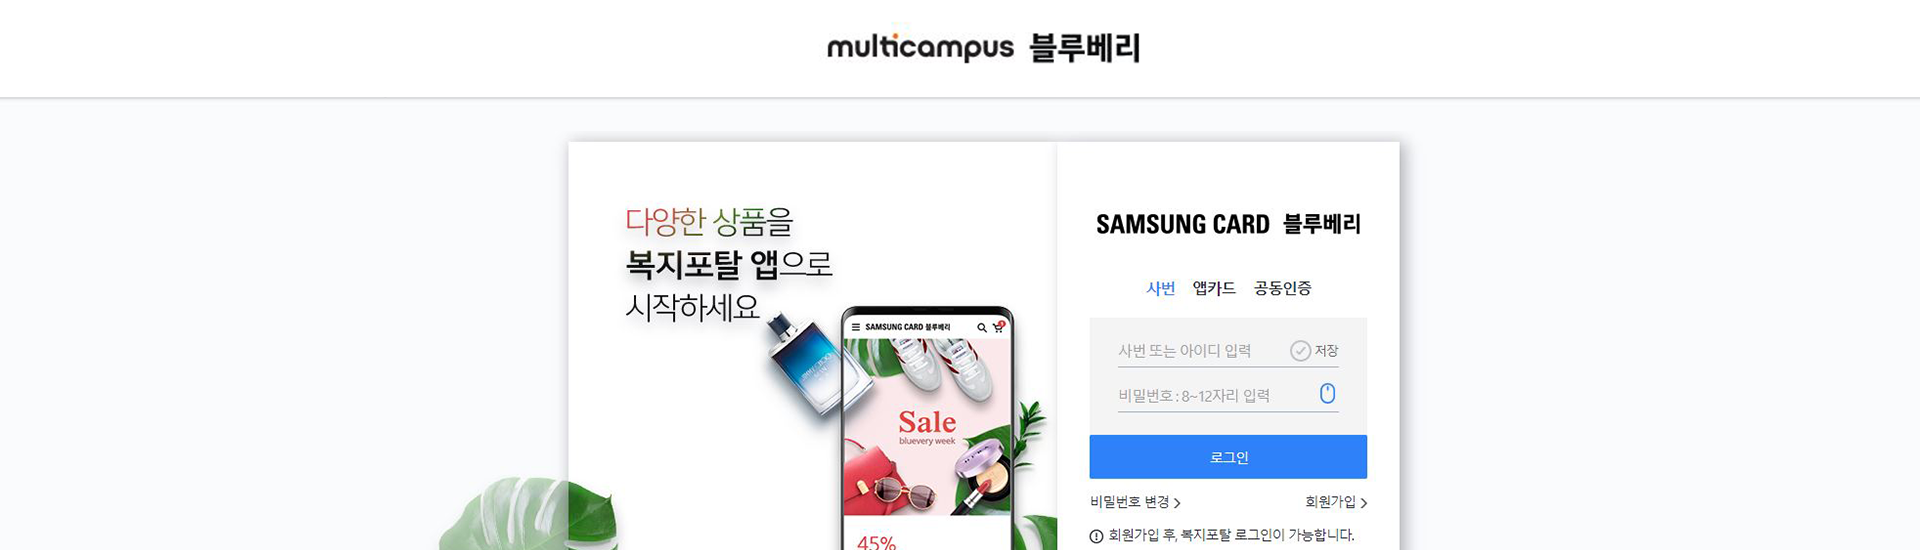 multicampus 블루베리
다양한 상품을
복지포탈 앱으로
시작하세요
SAMSUNG CARD 블루베리
Sale
bluevery week
45%
SAMSUNG CARD 블루베리
사번 앱카드 공동인증
사번 또는 아이디 입력 저장
비밀번호 : 8~12자리 입력
로그인
비밀번호 변경 회원가입
회원가입 후, 복지포탈 로그인이 가능합니다.